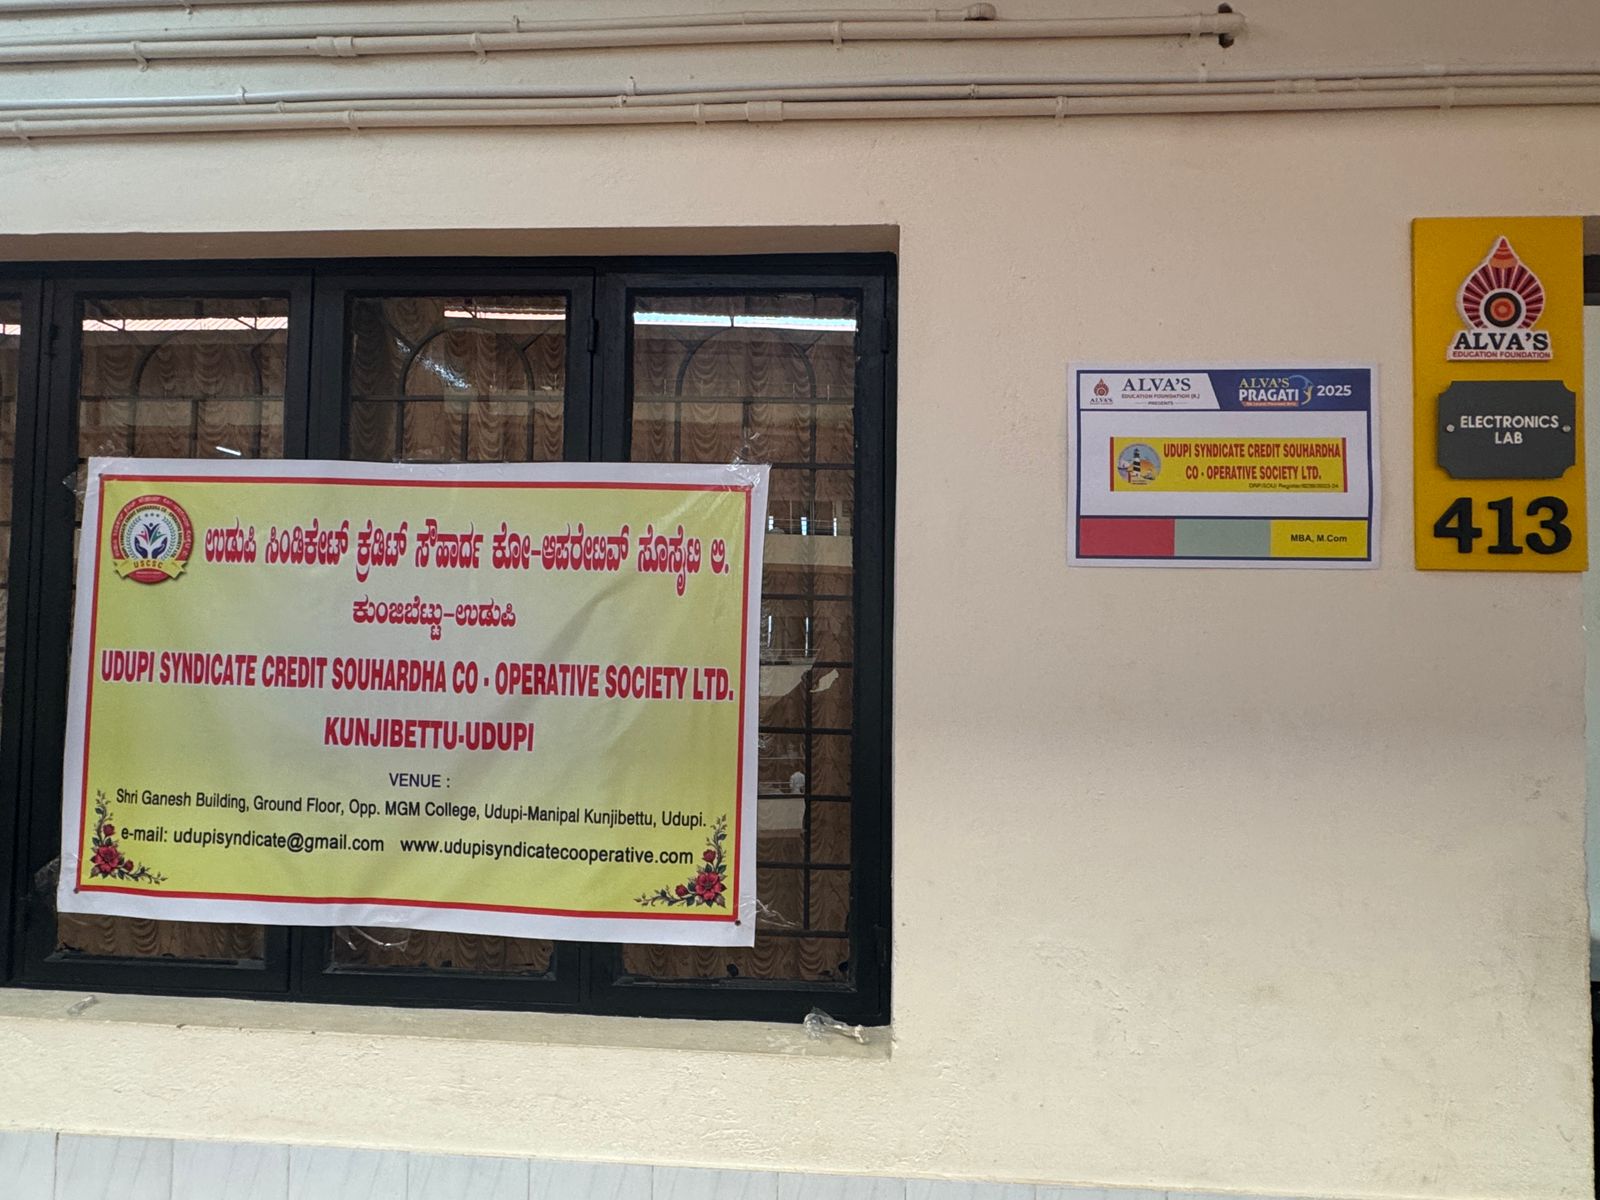 ಉಡುಪಿ ಸಿಂಡಿಕೇಟ್ ಕ್ರೆಡಿಟ್ ಸೌಹಾರ್ದ ಕೋ-ಆಪರೇಟಿವ್ ಸೊಸೈಟಿ ಲಿ.
ಕುಂಜಿಬೆಟ್ಟು-ಉಡುಪಿ
UDUPI SYNDICATE CREDIT SOUHARDHA CO - OPERATIVE SOCIETY LTD.
KUNJIBETTU-UDUPI
VENUE :
Shri Ganesh Building, Ground Floor, Opp. MGM College, Udupi-Manipal Kunjibettu, Udupi.
e-mail: udupisyndicate@gmail.com www.udupisyndicatecooperative.com
USCSC
ALVA'S
EDUCATION FOUNDATION (R.)
PRESENTS
ALVA'S
ALVA'S
PRAGATI
2025
UDUPI SYNDICATE CREDIT SOUHARDHA
CO - OPERATIVE SOCIETY LTD.
MBA, M.Com
ALVA'S
EDUCATION FOUNDATION
ELECTRONICS
LAB
413